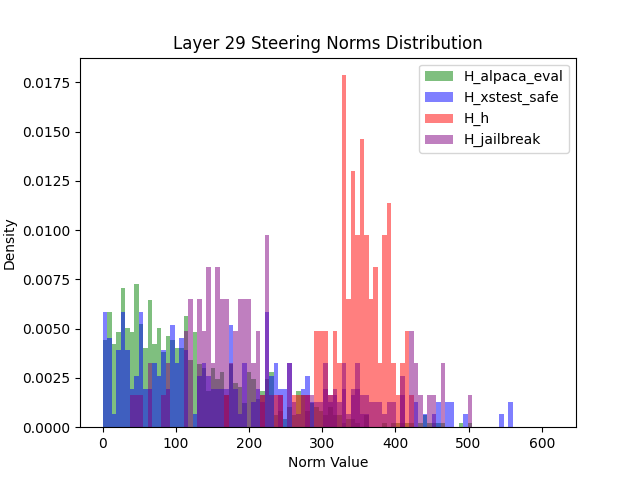 Layer 29 Steering Norms Distribution
H_alpaca_eval
H_xstest_safe
H_h
H_jailbreak
0.0175
0.0150
0.0125
0.0100
0.0075
0.0050
0.0025
0.0000
Density
0 100 200 300 400 500 600
Norm Value